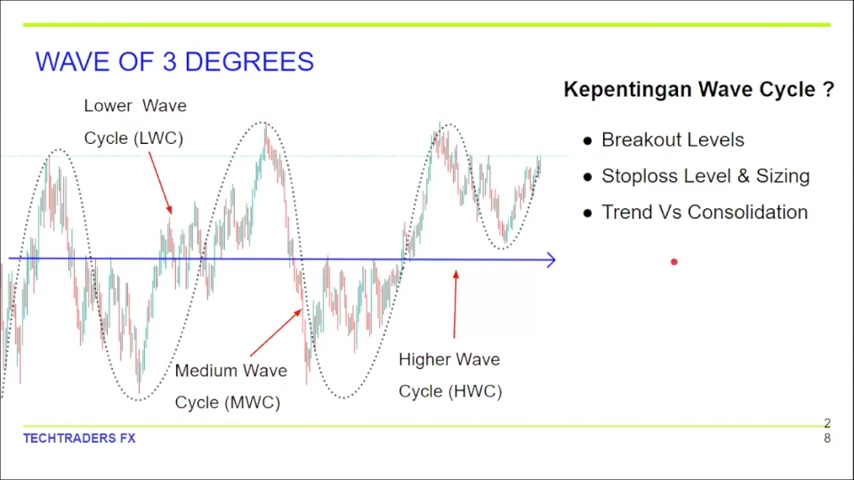 WAVE OF 3 DEGREES
Kepentingan Wave Cycle ?
Lower Wave
Cycle (LWC)
● Breakout Levels
● Stoploss Level & Sizing
● Trend Vs Consolidation
Medium Wave
Cycle (MWC)
Higher Wave
Cycle (HWC)
TECHTRADERS FX
2
8